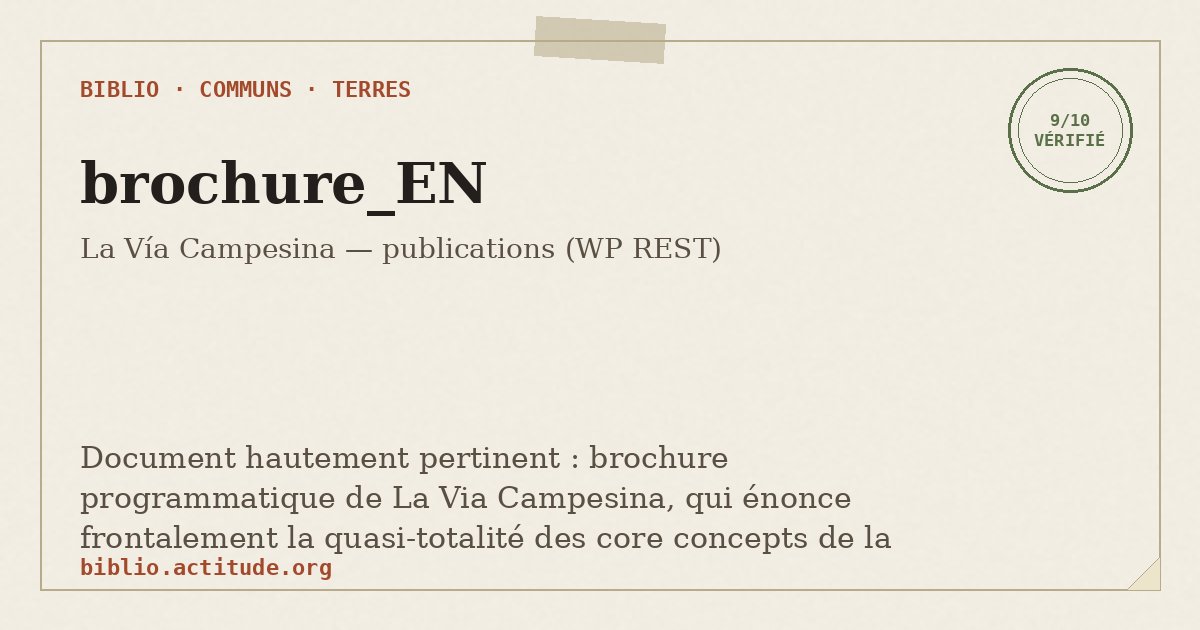 BIBLIO · COMMUNS · TERRES
9/10
VÉRIFIÉ
brochure_EN
La Vía Campesina — publications (WP REST)
Document hautement pertinent : brochure
programmatique de La Via Campesina, qui énonce
frontalement la quasi-totalité des core concepts de la
biblio.actitude.org